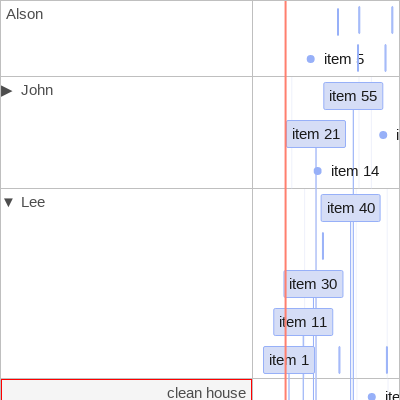 Alson
item 5
▶ John
item 55
item 21
item 14
▼ Lee
item 40
item 30
item 11
item 1
clean house